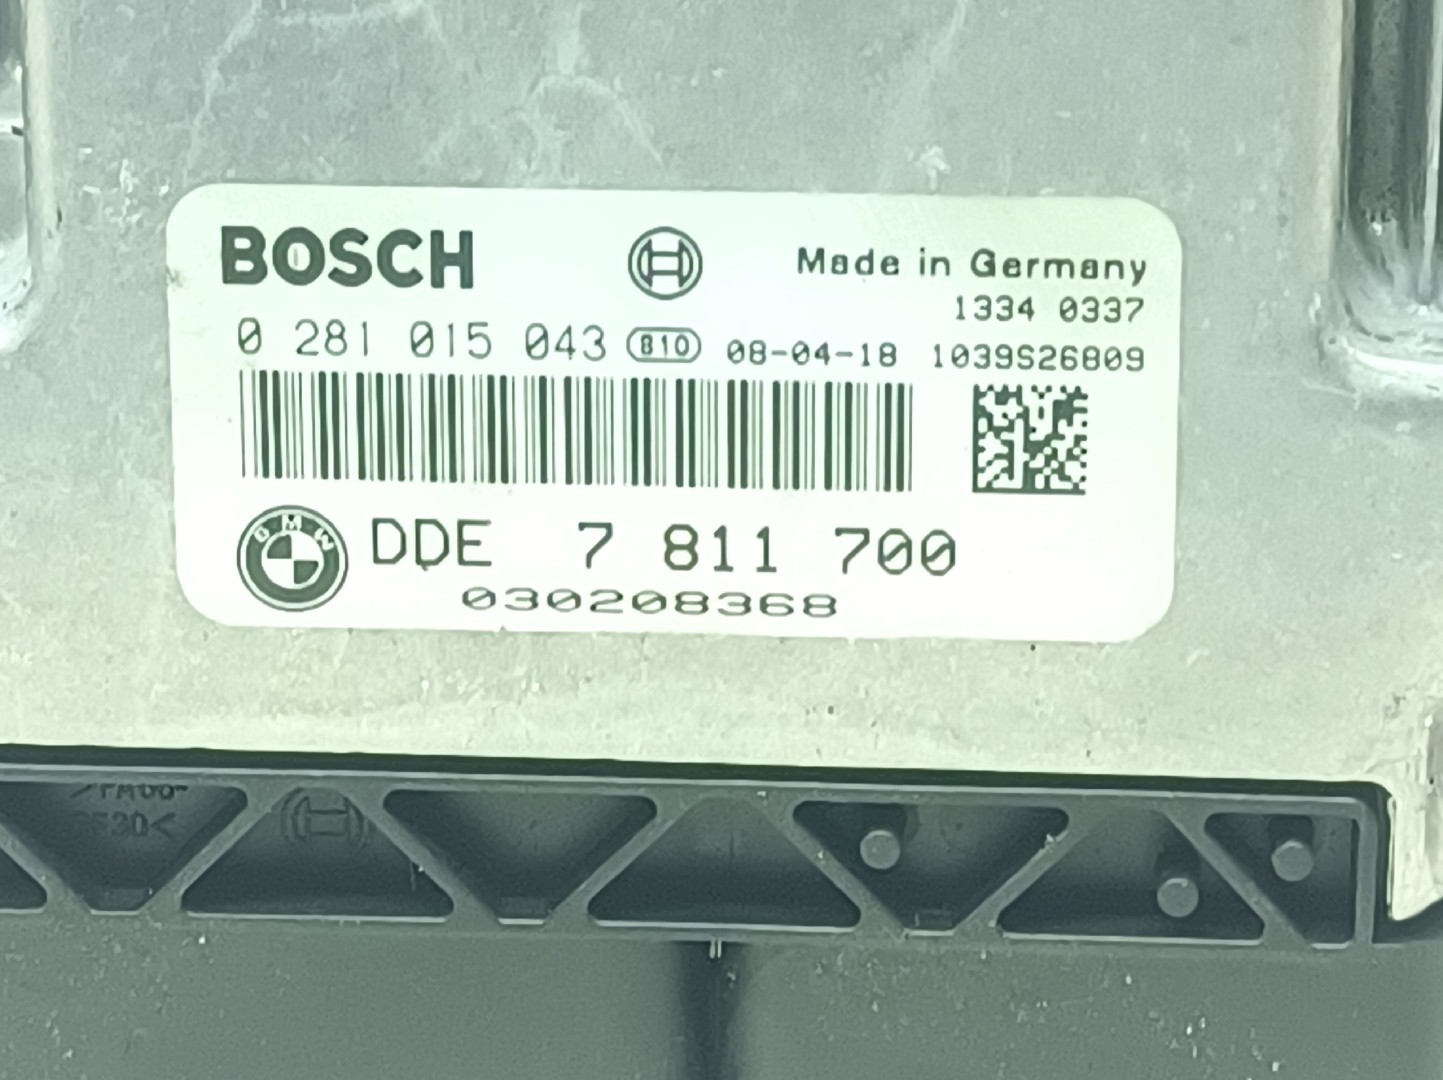 BOSCH
Made in Germany
1334 0337
0 281 015 043 B10 08-04-18 1039S26809
BMW DDE 7 811 700
030208368